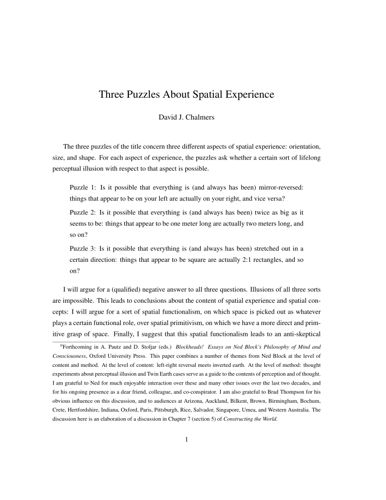 Three Puzzles About Spatial Experience
David J. Chalmers
The three puzzles of the title concern three different aspects of spatial experience: orientation,
size, and shape. For each aspect of experience, the puzzles ask whether a certain sort of lifelong
perceptual illusion with respect to that aspect is possible.
Puzzle 1: Is it possible that everything is (and always has been) mirror-reversed:
things that appear to be on your left are actually on your right, and vice versa?
Puzzle 2: Is it possible that everything is (and always has been) twice as big as it
seems to be: things that appear to be one meter long are actually two meters long, and
so on?
Puzzle 3: Is it possible that everything is (and always has been) stretched out in a
certain direction: things that appear to be square are actually 2:1 rectangles, and so
on?
I will argue for a (qualified) negative answer to all three questions. Illusions of all three sorts
are impossible. This leads to conclusions about the content of spatial experience and spatial con-
cepts: I will argue for a sort of spatial functionalism, on which space is picked out as whatever
plays a certain functional role, over spatial primitivism, on which we have a more direct and prim-
itive grasp of space. Finally, I suggest that this spatial functionalism leads to an anti-skeptical
⁰Forthcoming in A. Pautz and D. Stoljar (eds.) Blockheads! Essays on Ned Block's Philosophy of Mind and
Consciousness, Oxford University Press. This paper combines a number of themes from Ned Block at the level of
content and method. At the level of content: left-right reversal meets inverted earth. At the level of method: thought
experiments about perceptual illusion and Twin Earth cases serve as a guide to the contents of perception and of thought.
I am grateful to Ned for much enjoyable interaction over these and many other issues over the last two decades, and
for his ongoing presence as a dear friend, colleague, and co-conspirator. I am also grateful to Brad Thompson for his
obvious influence on this discussion, and to audiences at Arizona, Auckland, Bilkent, Brown, Birmingham, Bochum,
Crete, Hertfordshire, Indiana, Oxford, Paris, Pittsburgh, Rice, Salvador, Singapore, Umea, and Western Australia. The
discussion here is an elaboration of a discussion in Chapter 7 (section 5) of Constructing the World.
1